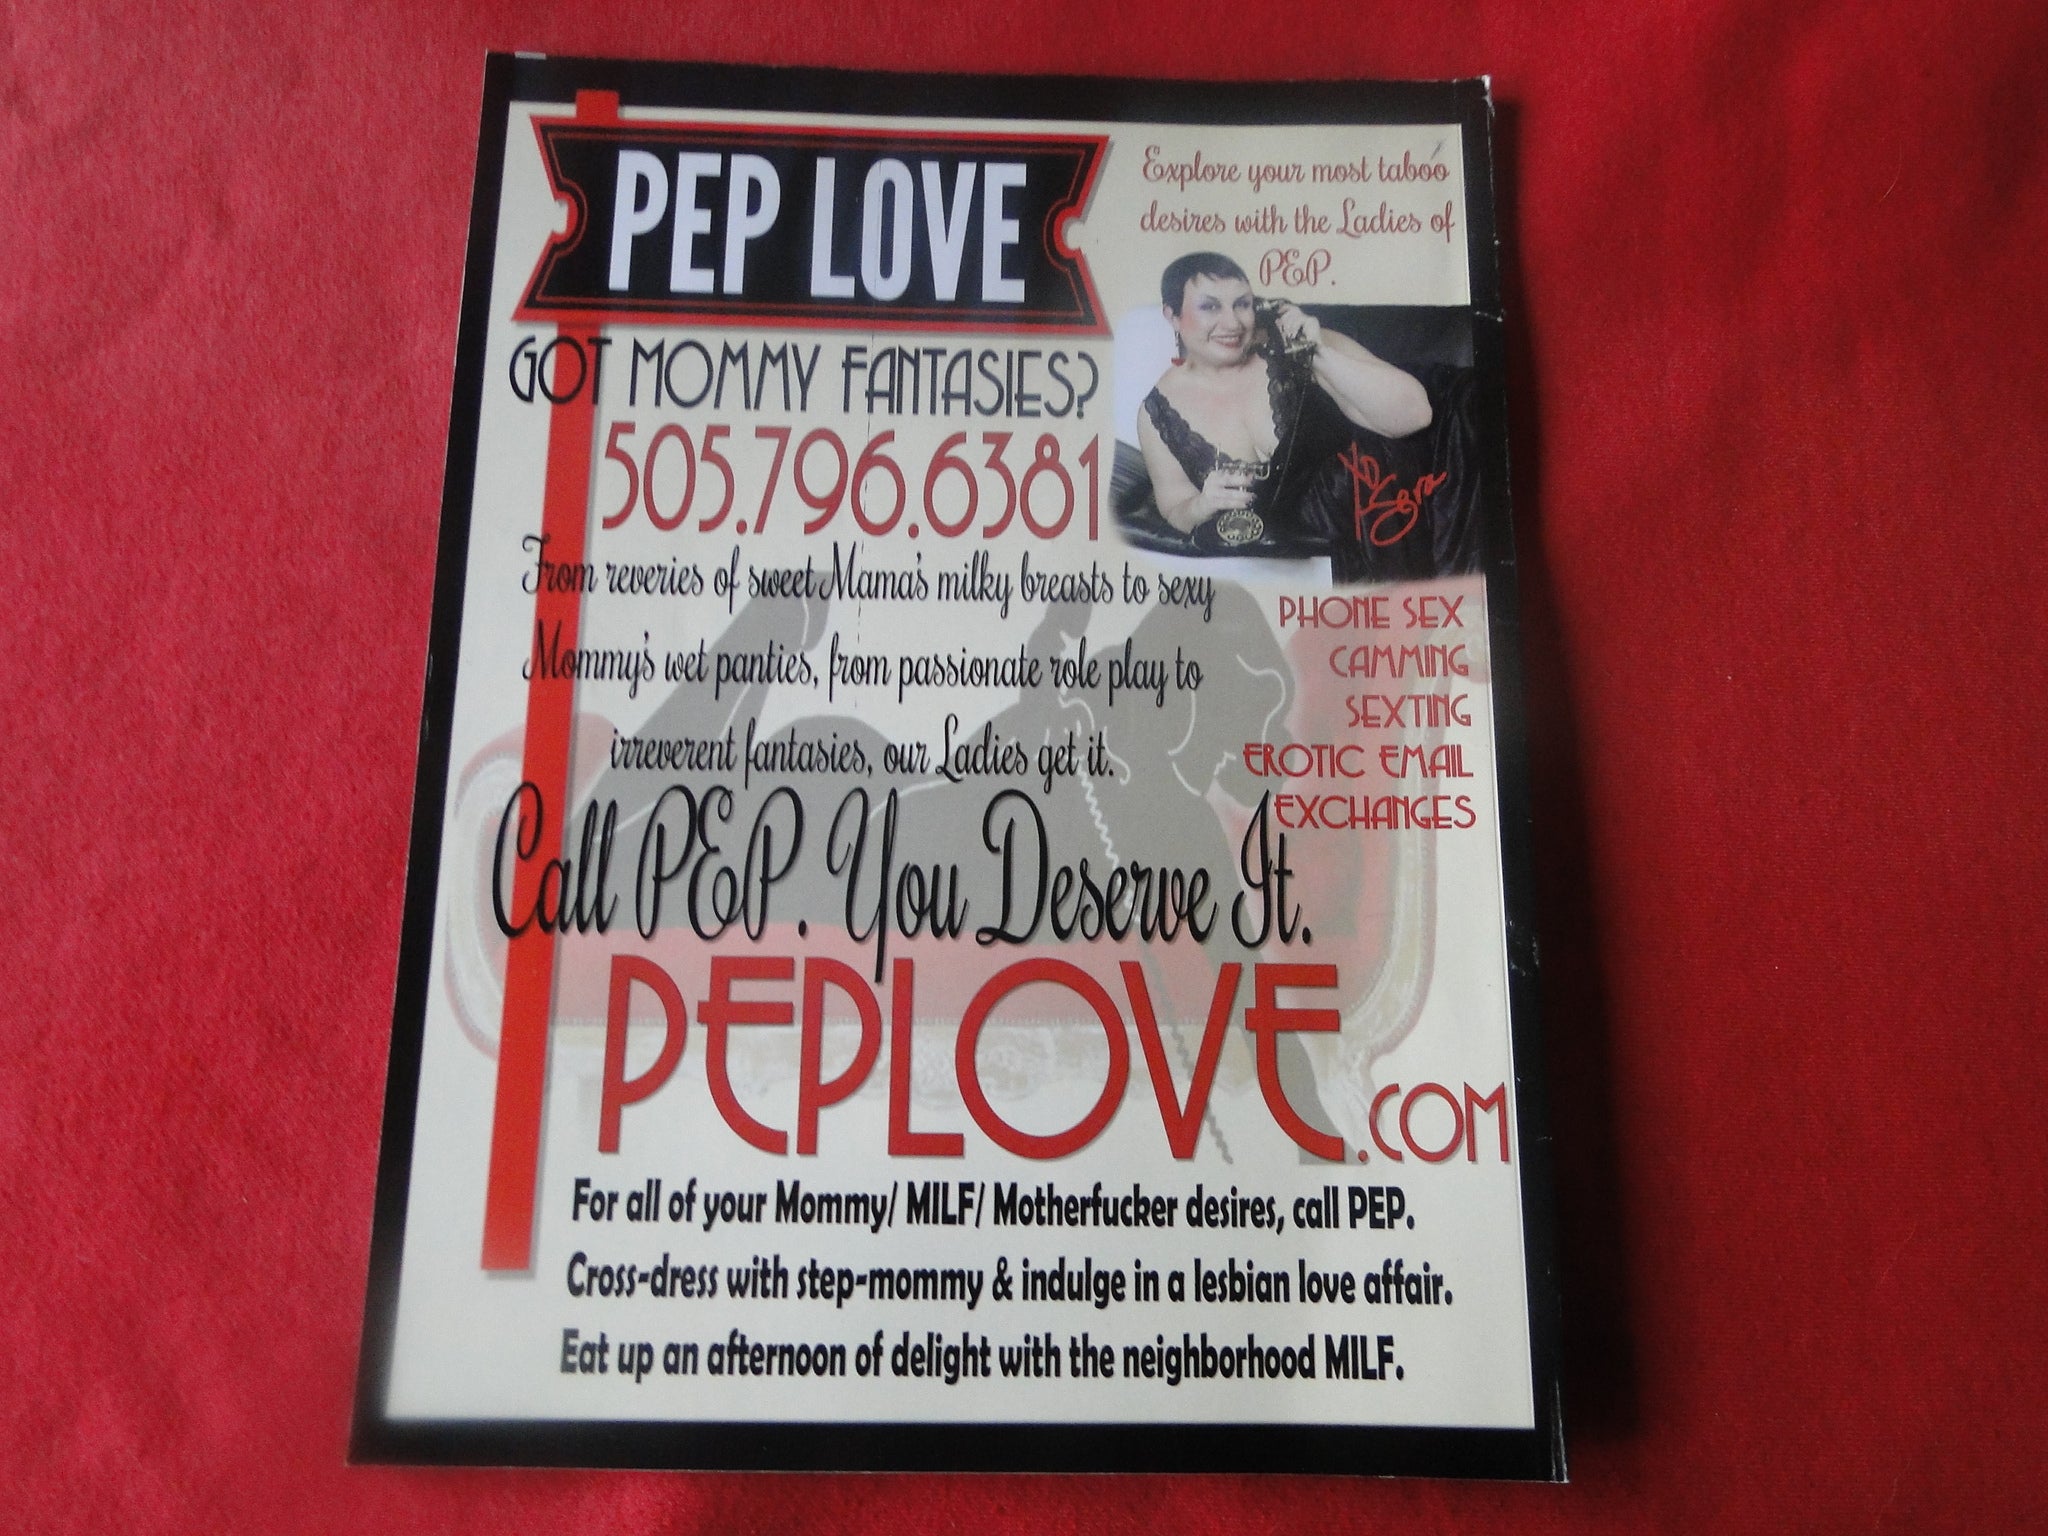 PEP LOVE
Explore your most taboo
desires with the Ladies of
PEP.
GOT MOMMY FANTASIES?
505.796.6381
XO Ezra
From reveries of sweet Mama's milky breasts to sexy
Mommy's wet panties, from passionate role play to
irreverent fantasies, our Ladies get it.
PHONE SEX
CAMMING
SEXTING
EROTIC EMAIL
EXCHANGES
Call PEP. You Deserve It.
PEPLOVE.COM
For all of your Mommy/ MILF/ Motherfucker desires, call PEP.
Cross-dress with step-mommy & indulge in a lesbian love affair.
Eat up an afternoon of delight with the neighborhood MILF.